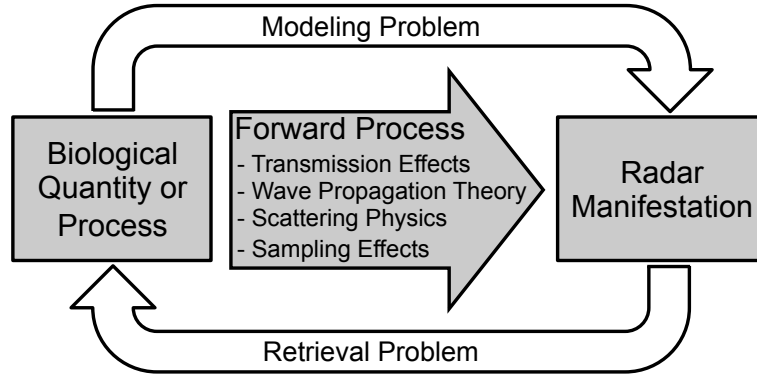 Modeling Problem
Biological
Quantity or
Process
Forward Process
- Transmission Effects
- Wave Propagation Theory
- Scattering Physics
- Sampling Effects
Radar
Manifestation
Retrieval Problem